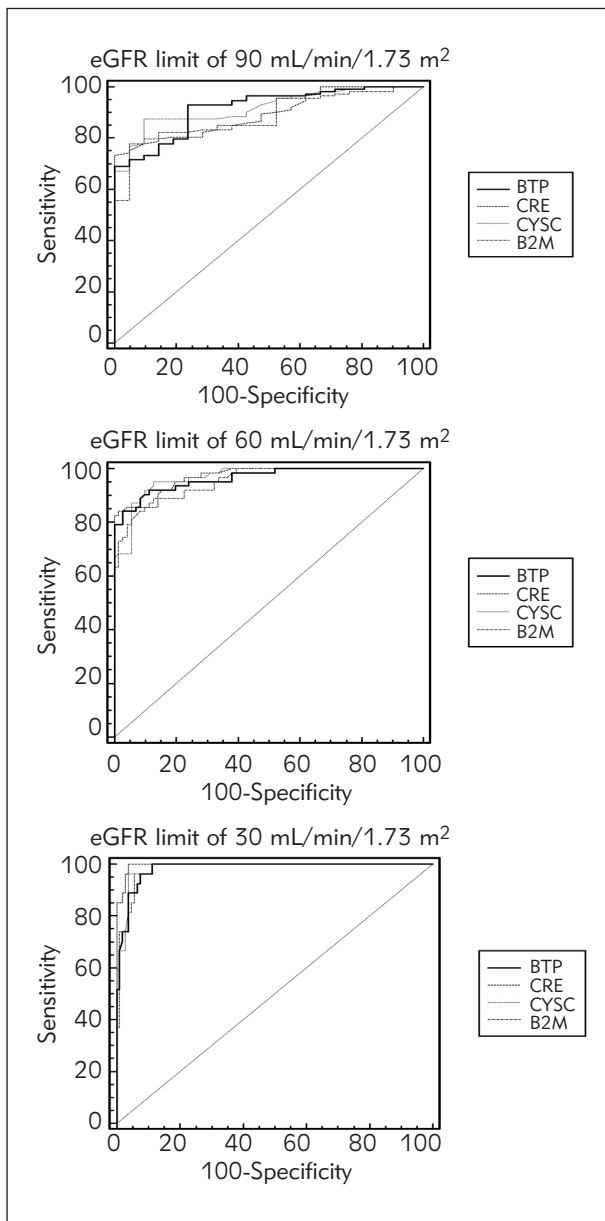 eGFR limit of 90 mL/min/1.73 m²
100
80
60
40
20
0
Sensitivity
0 20 40 60 80 100
100-Specificity
BTP
CRE
CYSC
B2M
eGFR limit of 60 mL/min/1.73 m²
100
80
60
40
20
0
Sensitivity
0 20 40 60 80 100
100-Specificity
BTP
CRE
CYSC
B2M
eGFR limit of 30 mL/min/1.73 m²
100
80
60
40
20
0
Sensitivity
0 20 40 60 80 100
100-Specificity
BTP
CRE
CYSC
B2M